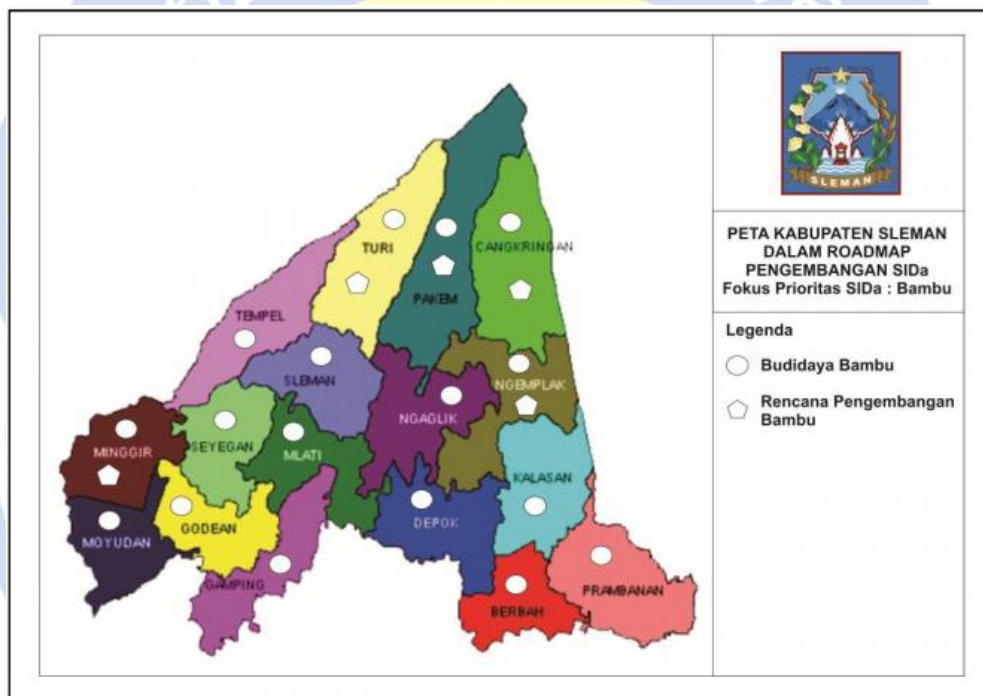 SLEMAN
PETA KABUPATEN SLEMAN
DALAM ROADMAP
PENGEMBANGAN SIDa
Fokus Prioritas SIDa : Bambu
Legenda
Budidaya Bambu
Rencana Pengembangan
Bambu
TURI
CANGKRINGAN
PAKEM
TEMPEL
SLEMAN
NGEMPLAK
NGAGLIK
SEYEGAN
MLATI
MINGGIR
KALASAN
MOYUDAN
GODEAN
DEPOK
GAMPING
BERBAH
PRAMBANAN